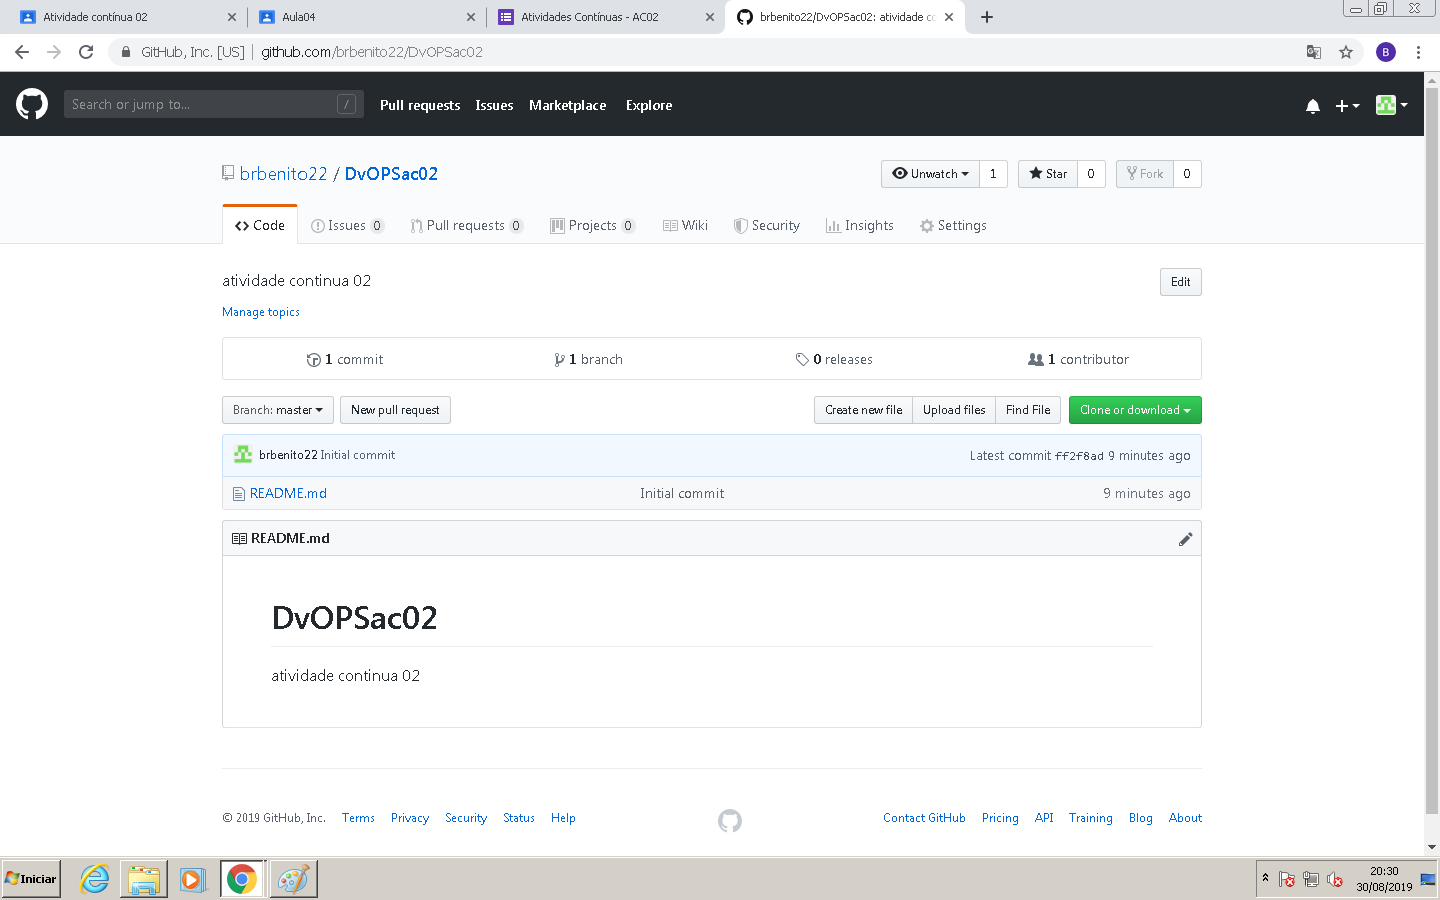 Atividade contínua 02
Aula04
Atividades Contínuas - AC02
brbenito22/DvOPSac02: atividade co
GitHub, Inc. [US] | github.com/brbenito22/DvOPSac02
B
Search or jump to... /
Pull requests Issues Marketplace Explore
brbenito22 / DvOPSac02
Unwatch 1 Star 0 Fork 0
Code Issues 0 Pull requests 0 Projects 0 Wiki Security Insights Settings
atividade continua 02
Edit
Manage topics
1 commit 1 branch 0 releases 1 contributor
Branch: master New pull request Create new file Upload files Find File Clone or download
brbenito22 Initial commit Latest commit ff2f8ad 9 minutes ago
README.md Initial commit 9 minutes ago
README.md
DvOPSac02
atividade continua 02
© 2019 GitHub, Inc. Terms Privacy Security Status Help Contact GitHub Pricing API Training Blog About
Iniciar
20:30
30/08/2019